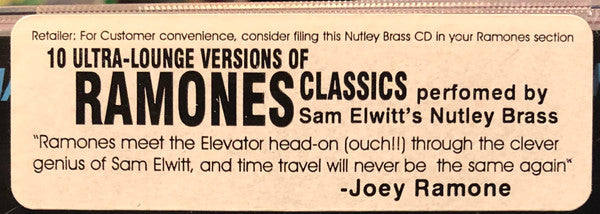 Retailer: For Customer convenience, consider filing this Nutley Brass CD in your Ramones section
10 ULTRA-LOUNGE VERSIONS OF
RAMONES CLASSICS perfomed by
Sam Elwitt's Nutley Brass
"Ramones meet the Elevator head-on (ouch!!) through the clever
genius of Sam Elwitt, and time travel will never be the same again"
-Joey Ramone